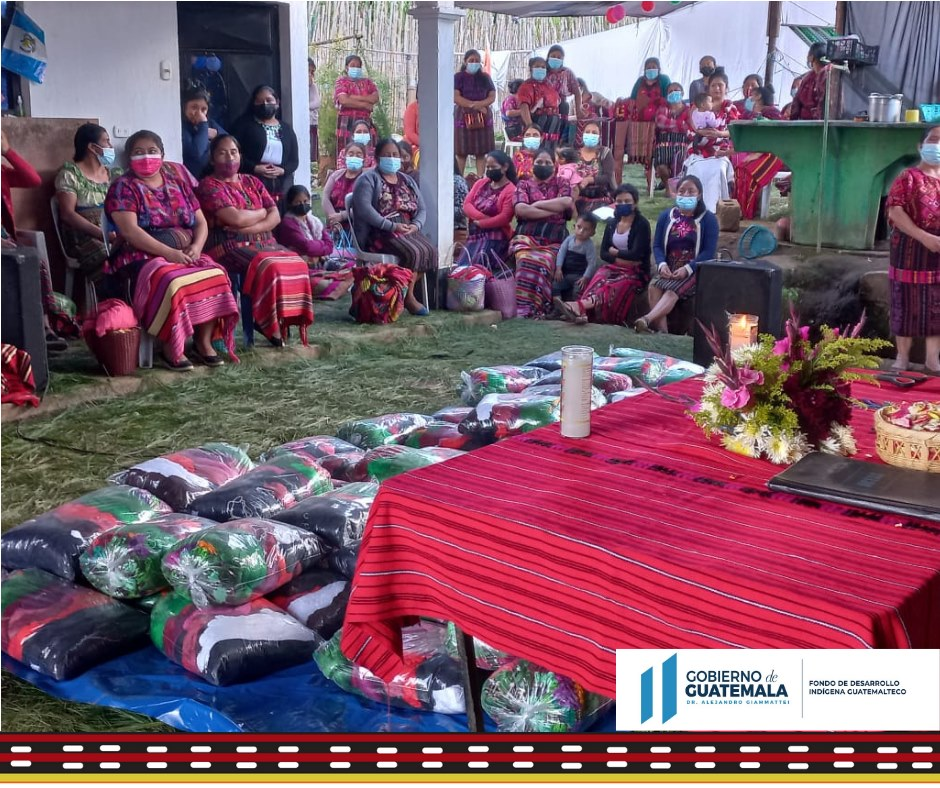 GOBIERNO de
GUATEMALA
DR. ALEJANDRO GIAMMATTEI
FONDO DE DESARROLLO
INDÍGENA GUATEMALTECO